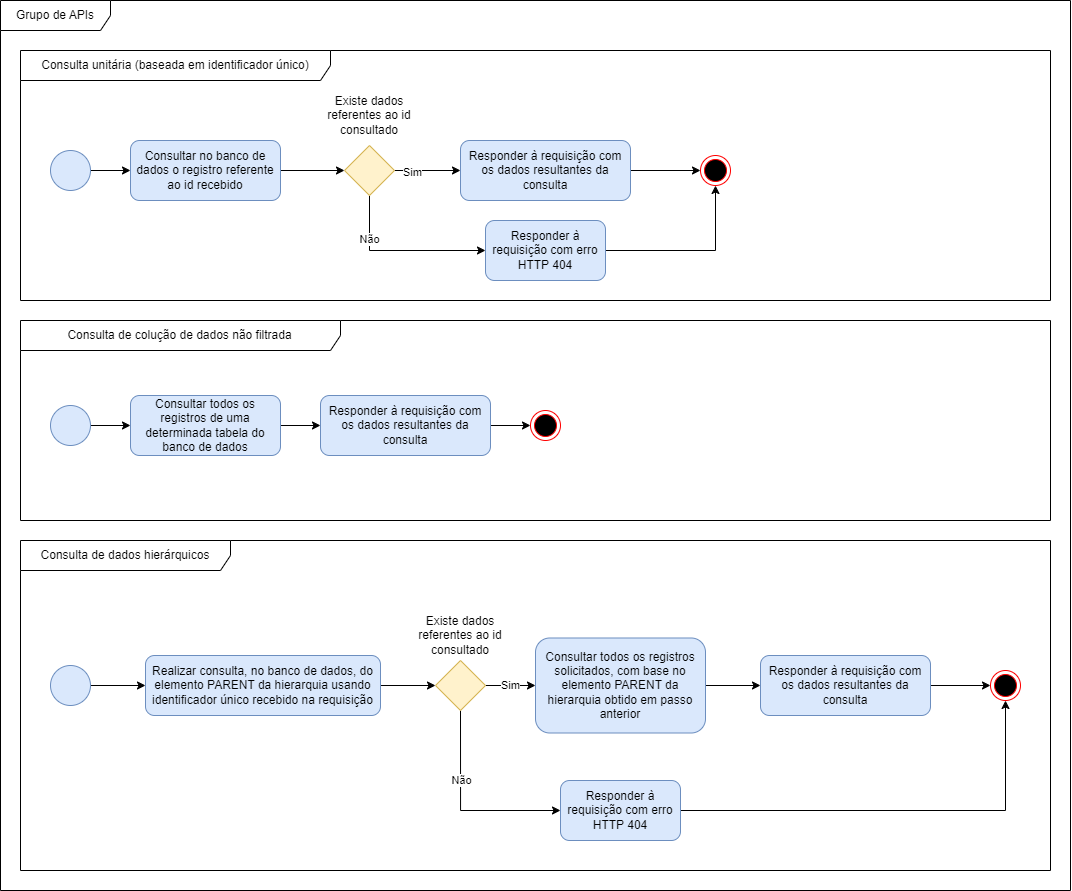 Grupo de APIs
Consulta unitária (baseada em identificador único)
Existe dados
referentes ao id
consultado
Consultar no banco de
dados o registro referente
ao id recebido
Sim
Responder à requisição com
os dados resultantes da
consulta
Não
Responder à
requisição com erro
HTTP 404
Consulta de colução de dados não filtrada
Consultar todos os
registros de uma
determinada tabela do
banco de dados
Responder à requisição com
os dados resultantes da
consulta
Consulta de dados hierárquicos
Existe dados
referentes ao id
consultado
Realizar consulta, no banco de dados, do
elemento PARENT da hierarquia usando
identificador único recebido na requisição
Sim
Consultar todos os registros
solicitados, com base no
elemento PARENT da
hierarquia obtido em passo
anterior
Responder à requisição com
os dados resultantes da
consulta
Não
Responder à
requisição com erro
HTTP 404